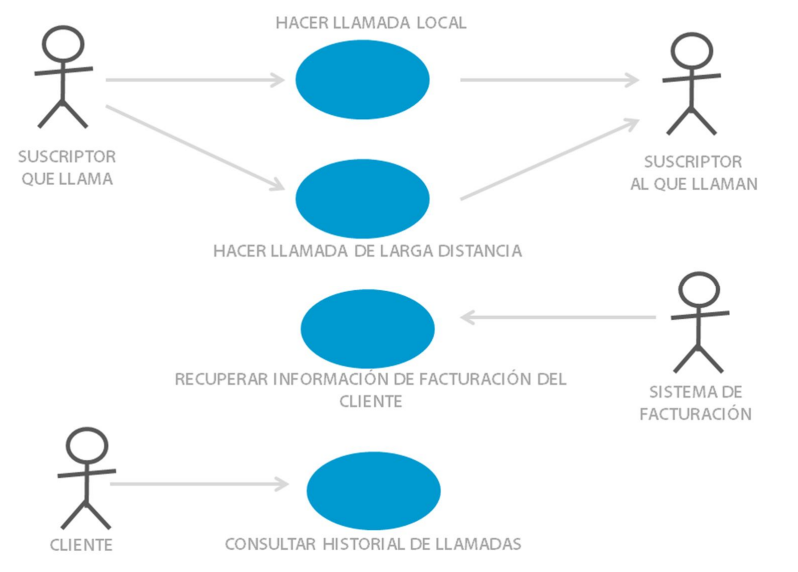 HACER LLAMADA LOCAL
SUSCRIPTOR
QUE LLAMA
SUSCRIPTOR
AL QUE LLAMAN
HACER LLAMADA DE LARGA DISTANCIA
RECUPERAR INFORMACIÓN DE FACTURACIÓN DEL
CLIENTE
SISTEMA DE
FACTURACIÓN
CLIENTE
CONSULTAR HISTORIAL DE LLAMADAS